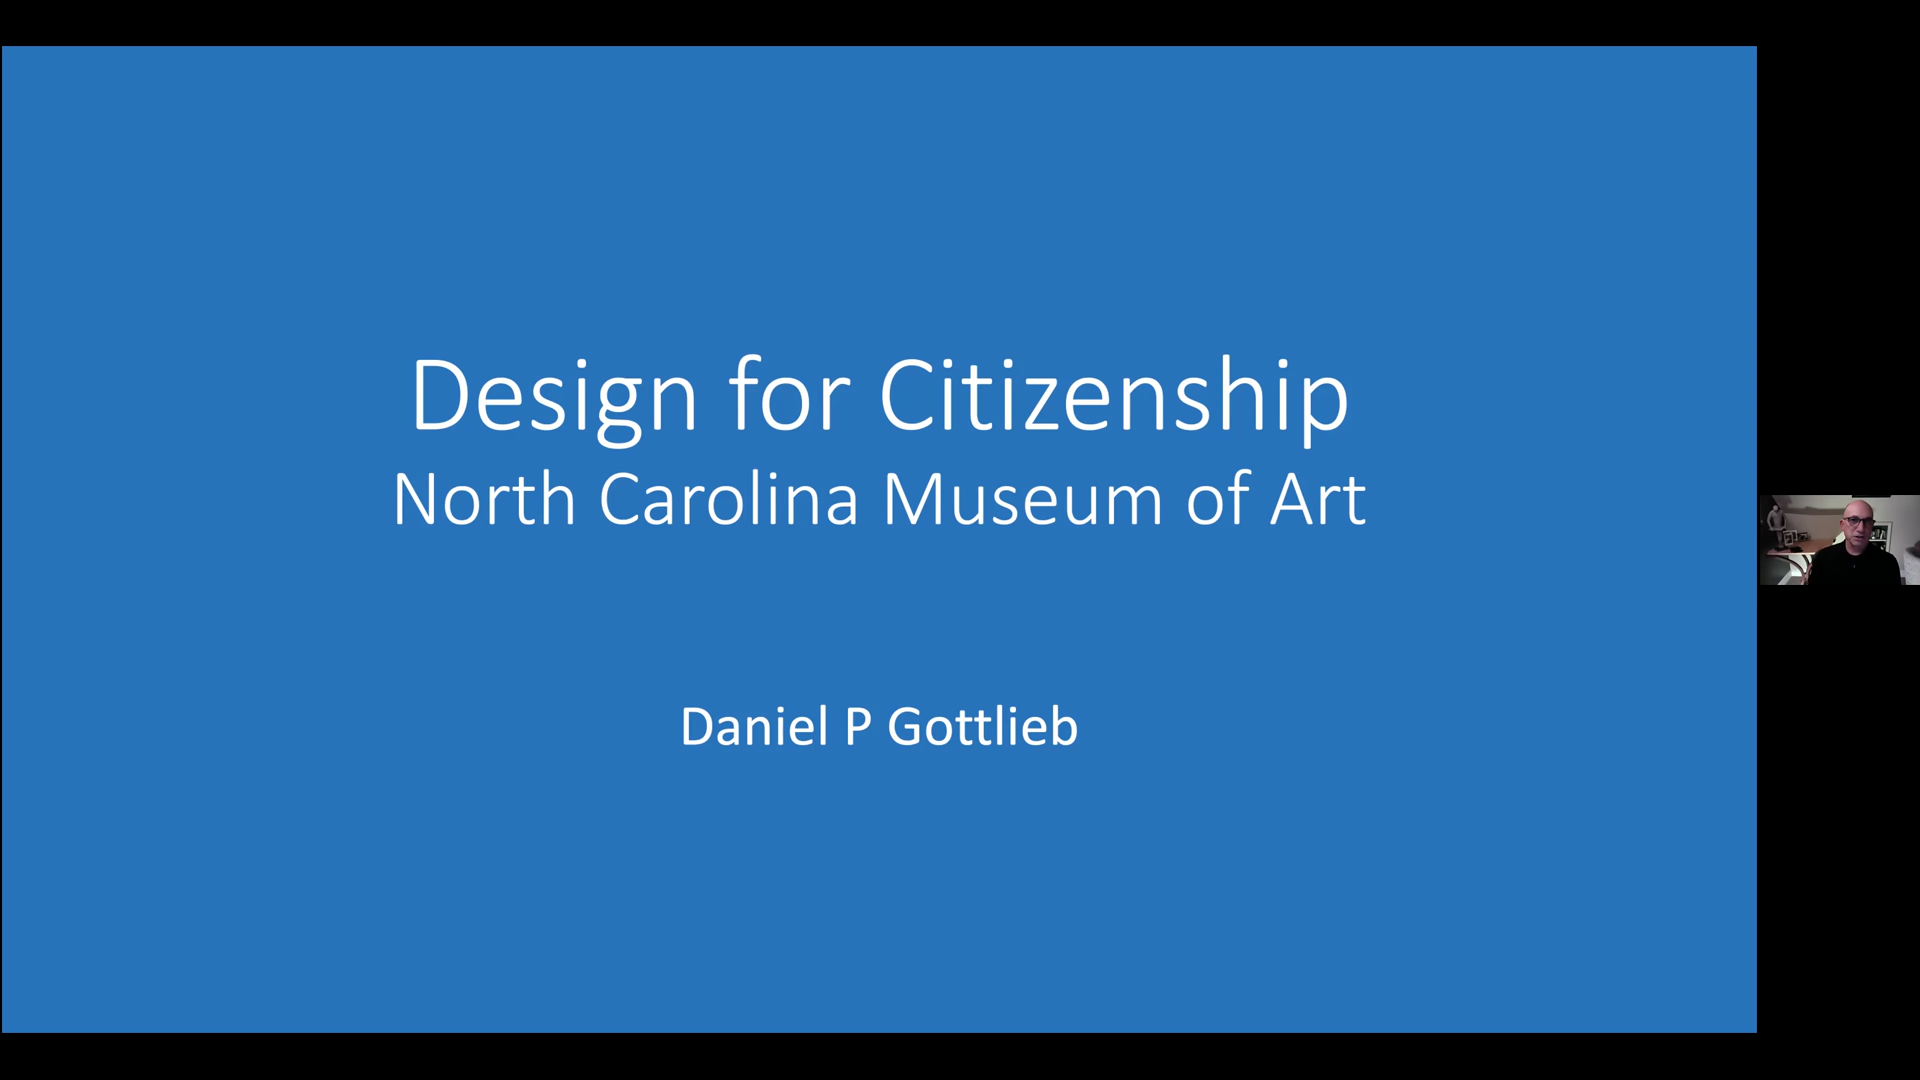 Design for Citizenship
North Carolina Museum of Art
Daniel P Gottlieb